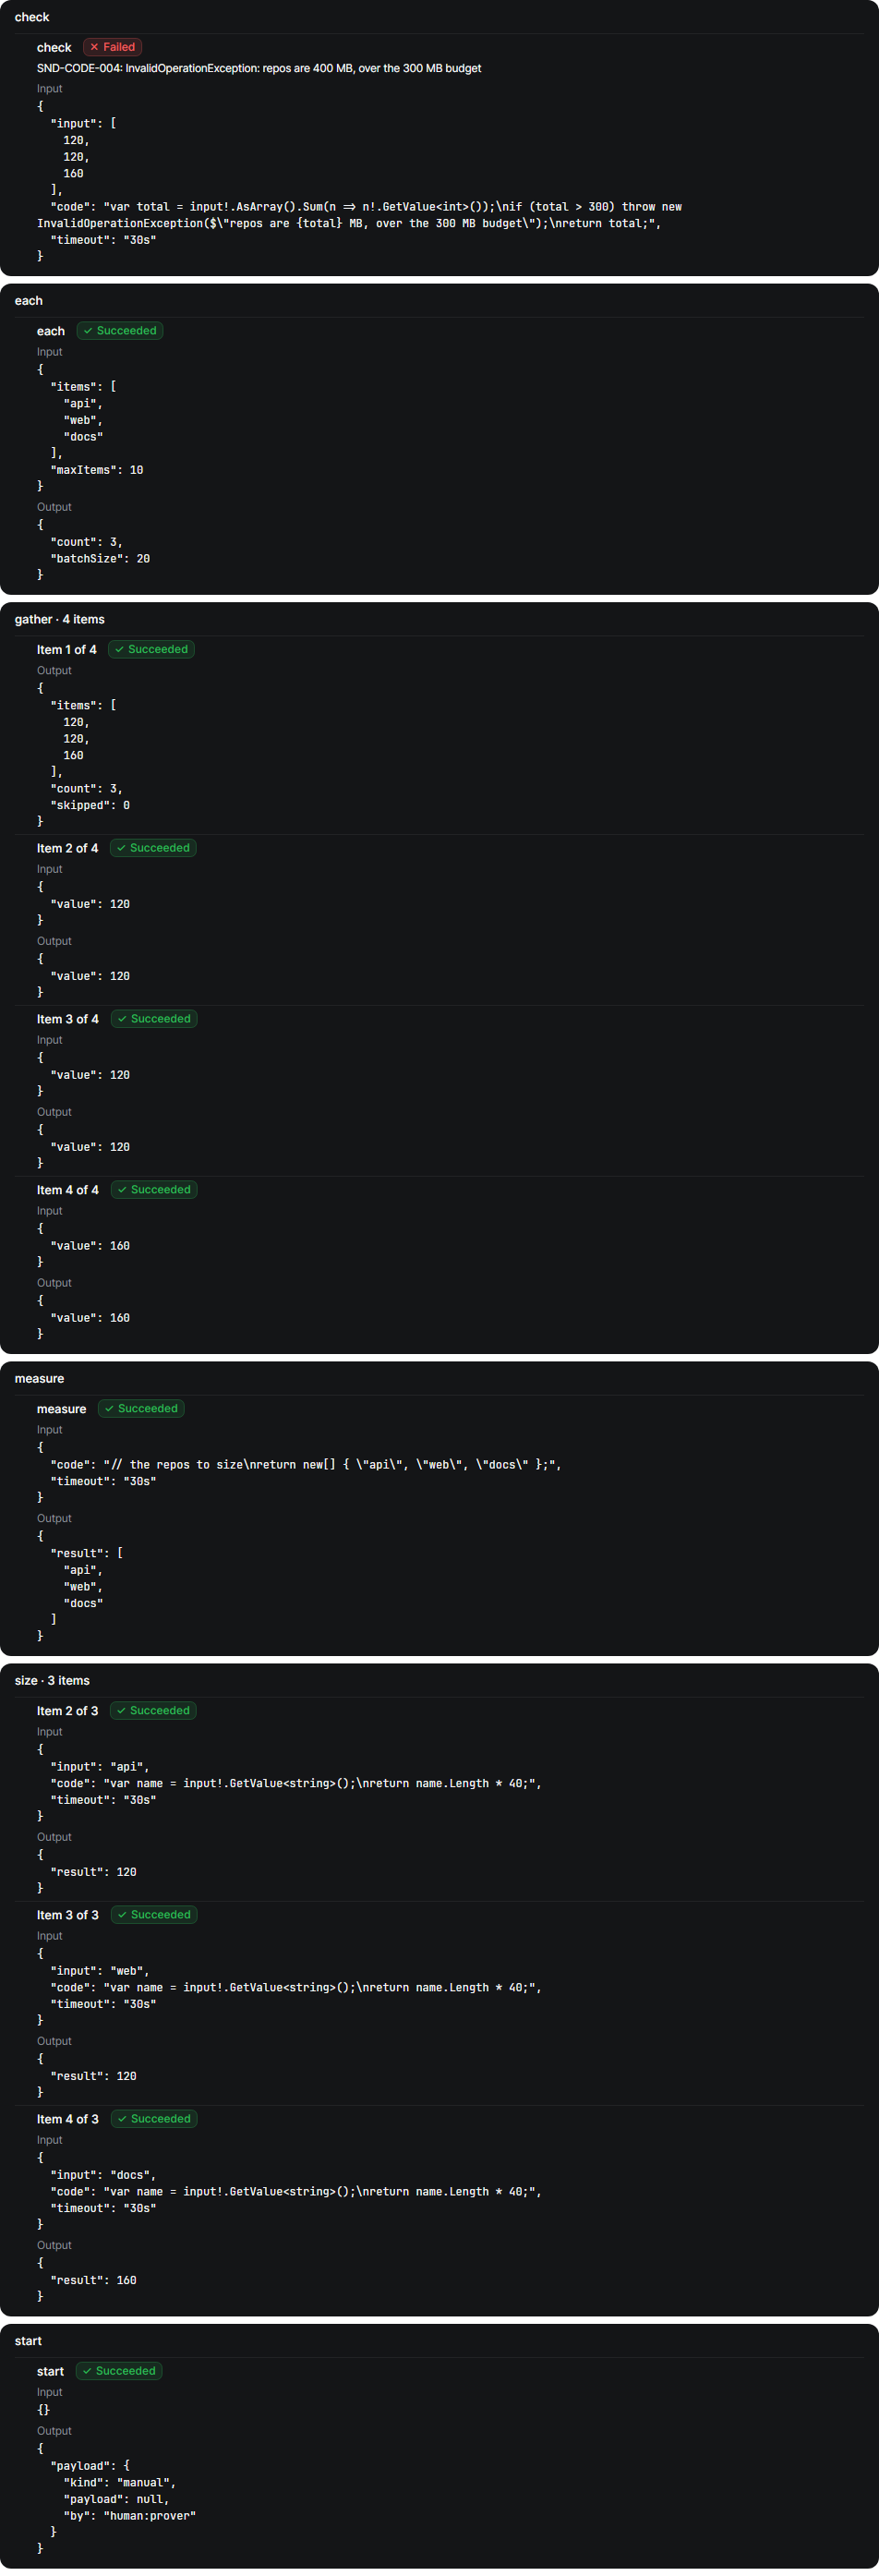 check
check ✕ Failed
SND-CODE-004: InvalidOperationException: repos are 400 MB, over the 300 MB budget
Input
{
  "input": [
    120,
    120,
    160
  ],
  "code": "var total = input!.AsArray().Sum(n => n!.GetValue<int>());\nif (total > 300) throw new
InvalidOperationException($\"repos are {total} MB, over the 300 MB budget\");\nreturn total;",
  "timeout": "30s"
}
each
each ✓ Succeeded
Input
{
  "items": [
    "api",
    "web",
    "docs"
  ],
  "maxItems": 10
}
Output
{
  "count": 3,
  "batchSize": 20
}
gather · 4 items
Item 1 of 4 ✓ Succeeded
Output
{
  "items": [
    120,
    120,
    160
  ],
  "count": 3,
  "skipped": 0
}
Item 2 of 4 ✓ Succeeded
Input
{
  "value": 120
}
Output
{
  "value": 120
}
Item 3 of 4 ✓ Succeeded
Input
{
  "value": 120
}
Output
{
  "value": 120
}
Item 4 of 4 ✓ Succeeded
Input
{
  "value": 160
}
Output
{
  "value": 160
}
measure
measure ✓ Succeeded
Input
{
  "code": "// the repos to size\nreturn new[] { \"api\", \"web\", \"docs\" };",
  "timeout": "30s"
}
Output
{
  "result": [
    "api",
    "web",
    "docs"
  ]
}
size · 3 items
Item 2 of 3 ✓ Succeeded
Input
{
  "input": "api",
  "code": "var name = input!.GetValue<string>();\nreturn name.Length * 40;",
  "timeout": "30s"
}
Output
{
  "result": 120
}
Item 3 of 3 ✓ Succeeded
Input
{
  "input": "web",
  "code": "var name = input!.GetValue<string>();\nreturn name.Length * 40;",
  "timeout": "30s"
}
Output
{
  "result": 120
}
Item 4 of 3 ✓ Succeeded
Input
{
  "input": "docs",
  "code": "var name = input!.GetValue<string>();\nreturn name.Length * 40;",
  "timeout": "30s"
}
Output
{
  "result": 160
}
start
start ✓ Succeeded
Input
{}
Output
{
  "payload": {
    "kind": "manual",
    "payload": null,
    "by": "human:prover"
  }
}